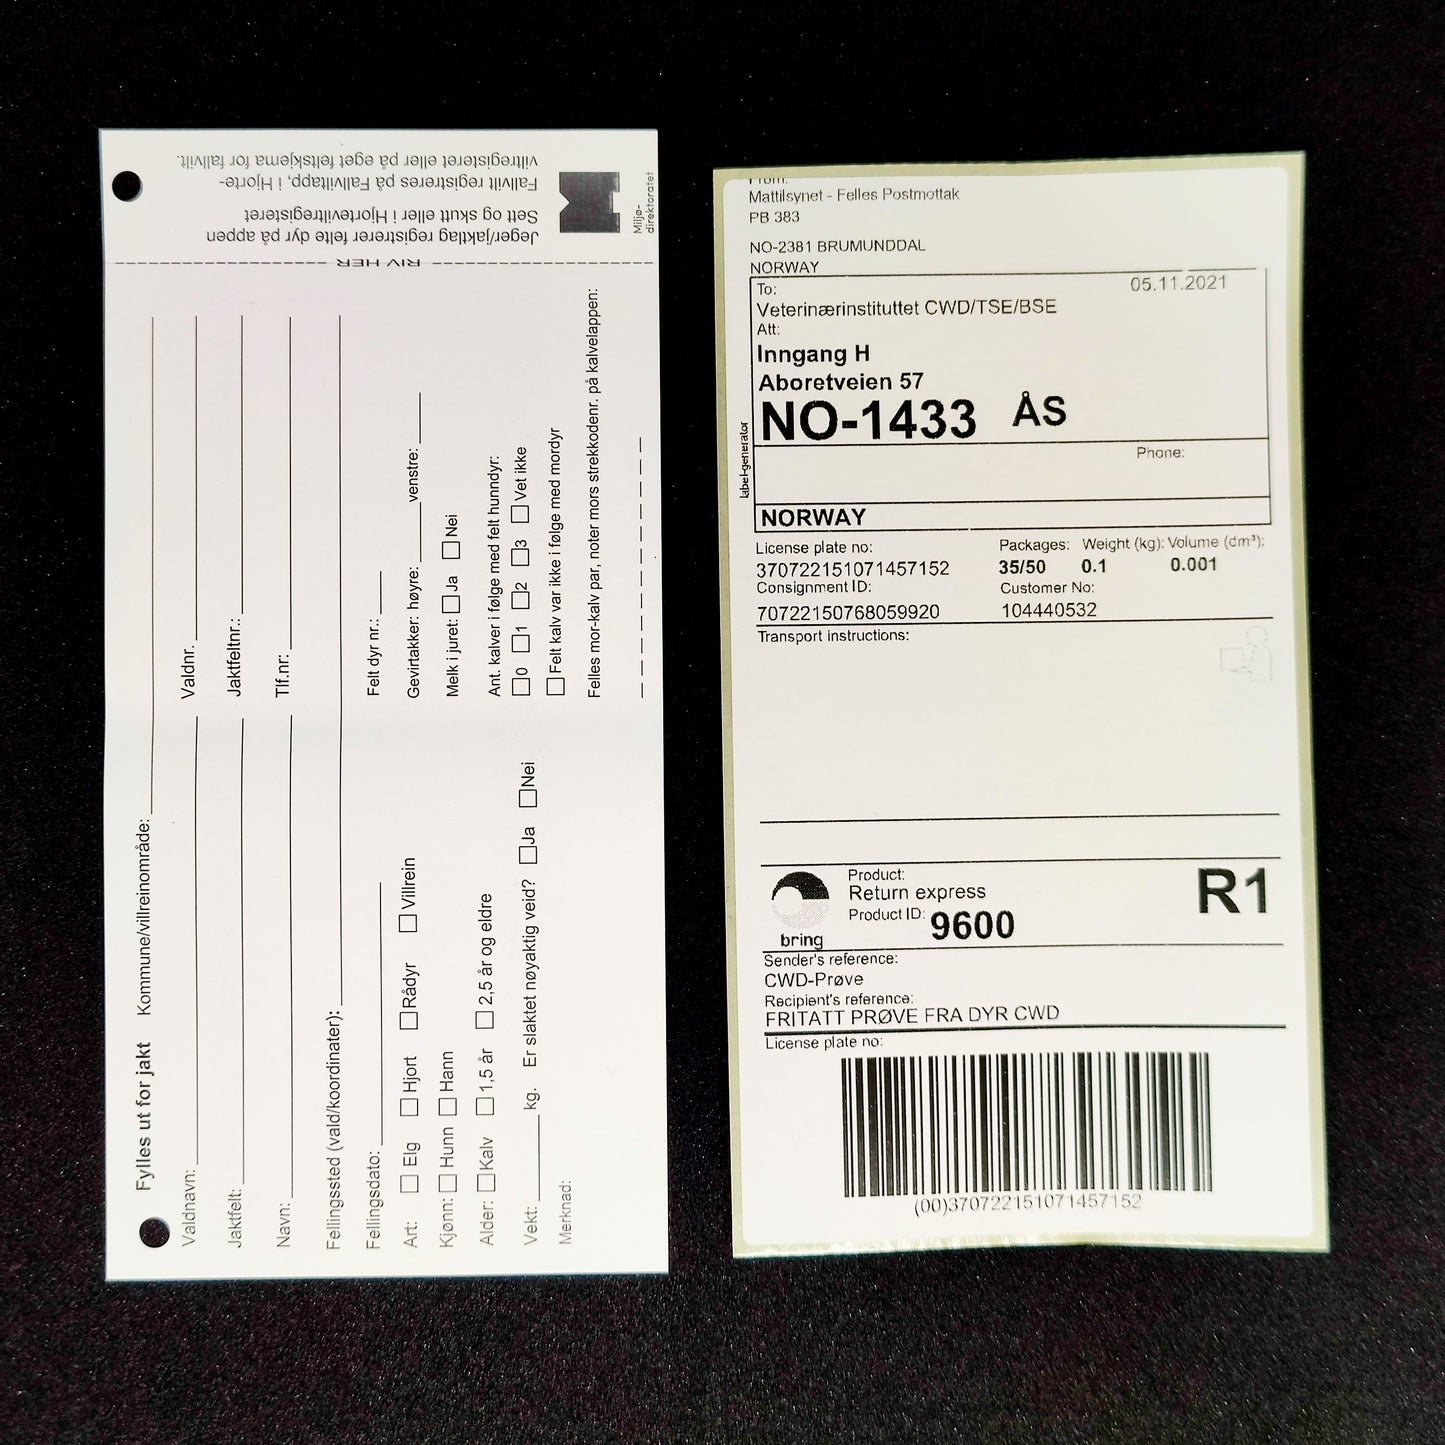 Jeger/jaktlag registrerer felte dyr på appen
Sett og skutt eller i Hjorteviltregisteret
Fallvilt registreres på Fallviltapp, i Hjorte-
viltregisteret eller på eget feltskjema for fallvilt.
Miljø-
direktoratet
RIV HER
Fylles ut for jakt Kommune/villreinområde:
Valdnavn: Valdnr.
Jaktfelt: Jaktfeltnr.:
Navn: Tlf.nr:
Fellingssted (vald/koordinater):
Fellingsdato: Felt dyr nr.:
Art: Elg Hjort Rådyr Villrein
Gevirtakker: høyre: venstre:
Kjønn: Hunn Hann
Melk i juret: Ja Nei
Alder: Kalv 1,5 år 2,5 år og eldre
Ant. kalver i følge med felt hunndyr:
0 1 2 3 Vet ikke
Vekt: kg. Er slaktet nøyaktig veid? Ja Nei
Felt kalv var ikke i følge med mordyr
Merknad:
Felles mor-kalv par, noter mors strekkodenr. på kalvelappen:
From:
Mattilsynet - Felles Postmottak
PB 383
NO-2381 BRUMUNDDAL
NORWAY
To: 05.11.2021
Veterinærinstituttet CWD/TSE/BSE
Att:
Inngang H
Aboretveien 57
NO-1433 ÅS
Phone:
label-generator
NORWAY
License plate no: Packages: Weight (kg): Volume (dm³):
370722151071457152 35/50 0.1 0.001
Consignment ID: Customer No:
70722150768059920 104440532
Transport instructions:
bring
Product:
Return express
Product ID: 9600
R1
Sender's reference:
CWD-Prøve
Recipient's reference:
FRITATT PRØVE FRA DYR CWD
License plate no:
(00)370722151071457152